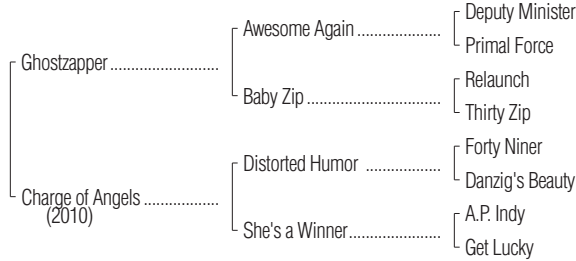 Deputy Minister
Awesome Again ....................
Primal Force
Ghostzapper ..........................
Relaunch
Baby Zip ................................
Thirty Zip
Forty Niner
Distorted Humor ..................
Danzig's Beauty
Charge of Angels ..................
(2010)
A.P. Indy
She's a Winner......................
Get Lucky